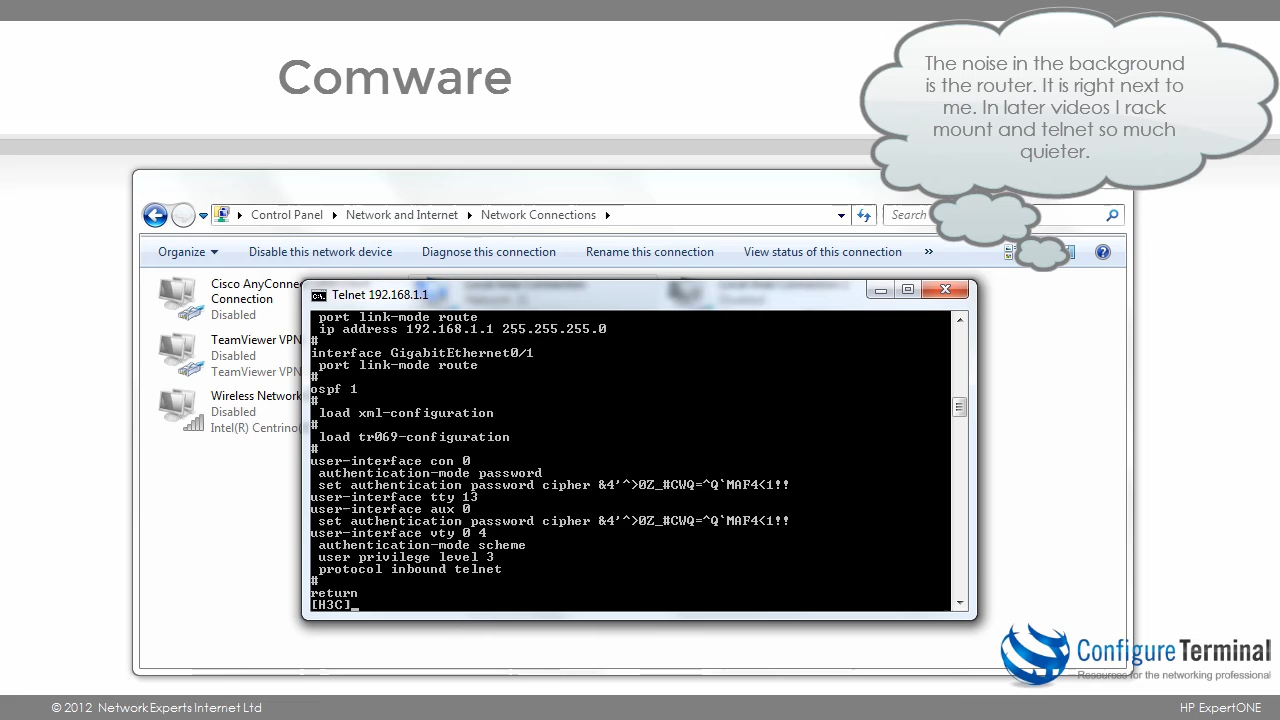 Comware
The noise in the background
is the router. It is right next to
me. In later videos I rack
mount and telnet so much
quieter.
Control Panel
Network and Internet
Network Connections
Search
Organize
Disable this network device
Diagnose this connection
Rename this connection
View status of this connection
»
Cisco AnyConnec
Connection
Disabled
TeamViewer VPN
Disabled
TeamViewer VPN
Wireless Network
Disabled
Intel(R) Centrino(
Telnet 192.168.1.1
port link-mode route
ip address 192.168.1.1 255.255.255.0
#
interface GigabitEthernet0/1
port link-mode route
#
ospf 1
#
load xml-configuration
#
load tr069-configuration
#
user-interface con 0
authentication-mode password
set authentication password cipher &4'^>0Z_#CWQ=^Q`MAF4<1!!
user-interface tty 13
user-interface aux 0
set authentication password cipher &4'^>0Z_#CWQ=^Q`MAF4<1!!
user-interface vty 0 4
authentication-mode scheme
user privilege level 3
protocol inbound telnet
#
return
[H3C]_
Configure Terminal
Resources for the networking professional
© 2012 Network Experts Internet Ltd
HP ExpertONE